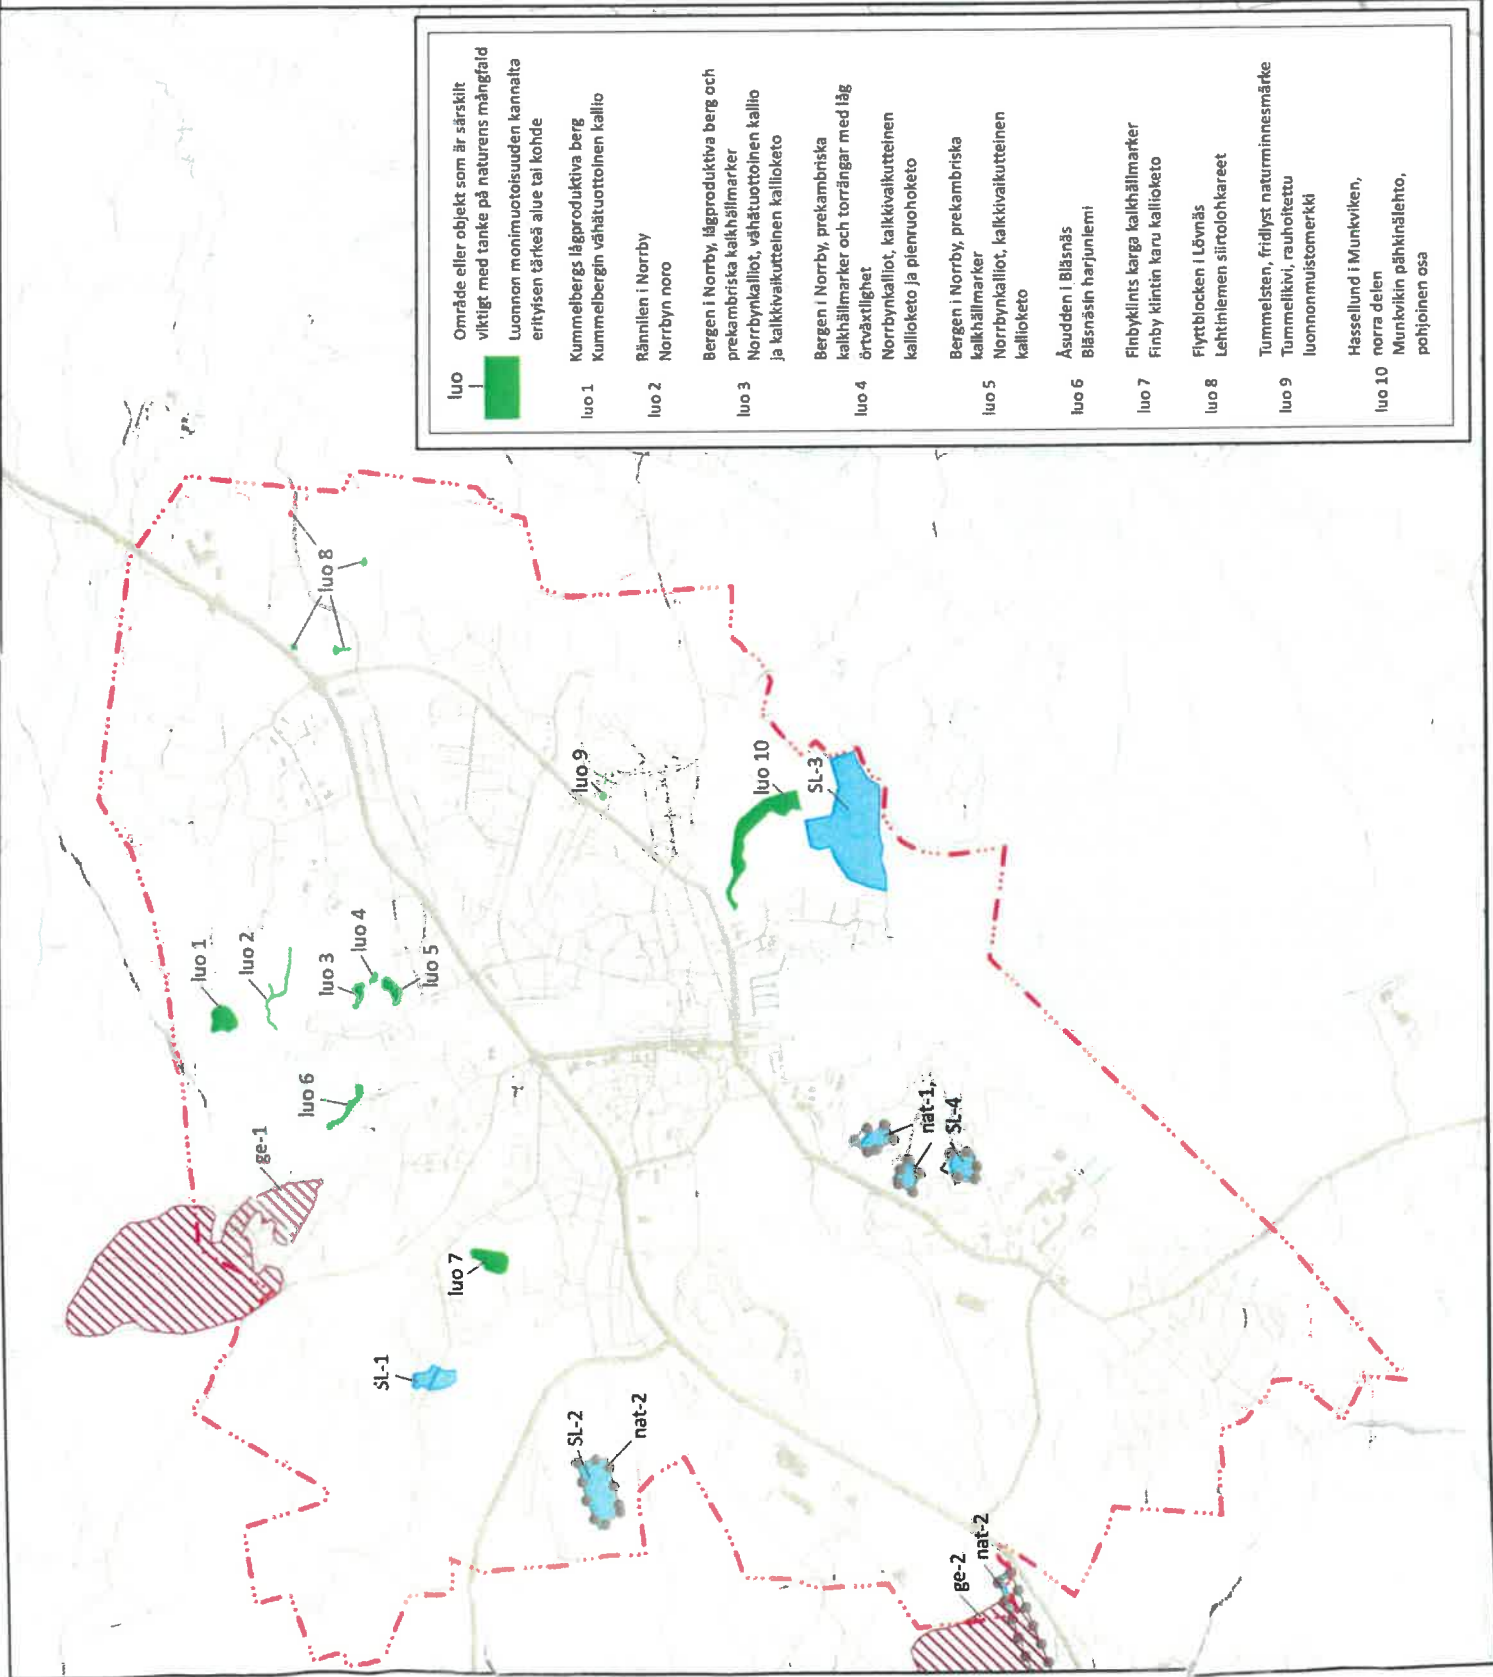 luo
Område eller objekt som är särskilt
viktigt med tanke på naturens mångfald
Luonnon monimuotoisuuden kannalta
erityisen tärkeä alue tai kohde
luo 1
Kummelbergs lågproduktiva berg
Kummelbergin vähätuottoinen kallio
luo 2
Rännilen i Norrby
Norrbyn noro
luo 3
Bergen i Norrby, lågproduktiva berg och
prekambriska kalkhällmarker
Norrbynkalliot, vähätuottoinen kallio
ja kalkkivaikutteinen kallioketo
luo 4
Bergen i Norrby, prekambriska
kalkhällmarker och torrängar med låg
örtväxtlighet
Norrbynkalliot, kalkkivaikutteinen
kallioketo ja pienruohoketo
luo 5
Bergen i Norrby, prekambriska
kalkhällmarker
Norrbynkalliot, kalkkivaikutteinen
kallioketo
luo 6
Åsudden i Bläsnäs
Bläsnäsin harjuniemi
luo 7
Finbyklints karga kalkhällmarker
Finby klintin karu kallioketo
luo 8
Flyttblocken i Lövnäs
Lehtiniemen siirtolohkareet
luo 9
Tummelsten, fridlyst naturminnesmärke
Tummelikivi, rauhoitettu
luonnonmuistomerkki
luo 10
Hassellund i Munkviken,
norra delen
Munkvikin pähkinälehto,
pohjoinen osa
ge-1
luo 1
luo 2
luo 6
luo 3
luo 4
luo 5
luo 8
luo 7
SL-1
SL-2
nat-2
luo 9
luo 10
SL-3
nat-1,
SL-4
ge-2
nat-2